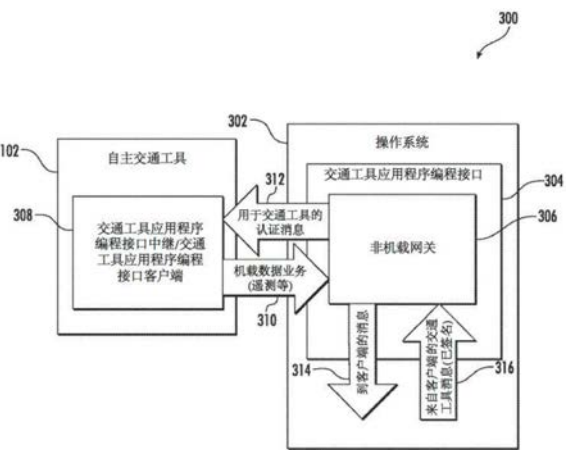 300
302
操作系统
102
自主交通工具
交通工具应用程序编程接口
304
312
308
交通工具应用程序
编程接口中继/交通
工具应用程序编程
接口客户端
用于交通工具的
认证消息
306
非机载网关
机载数据业务
(遥测等)
310
314
到客户端的消息
来自客户端的交通
工具消息(已签名)
316